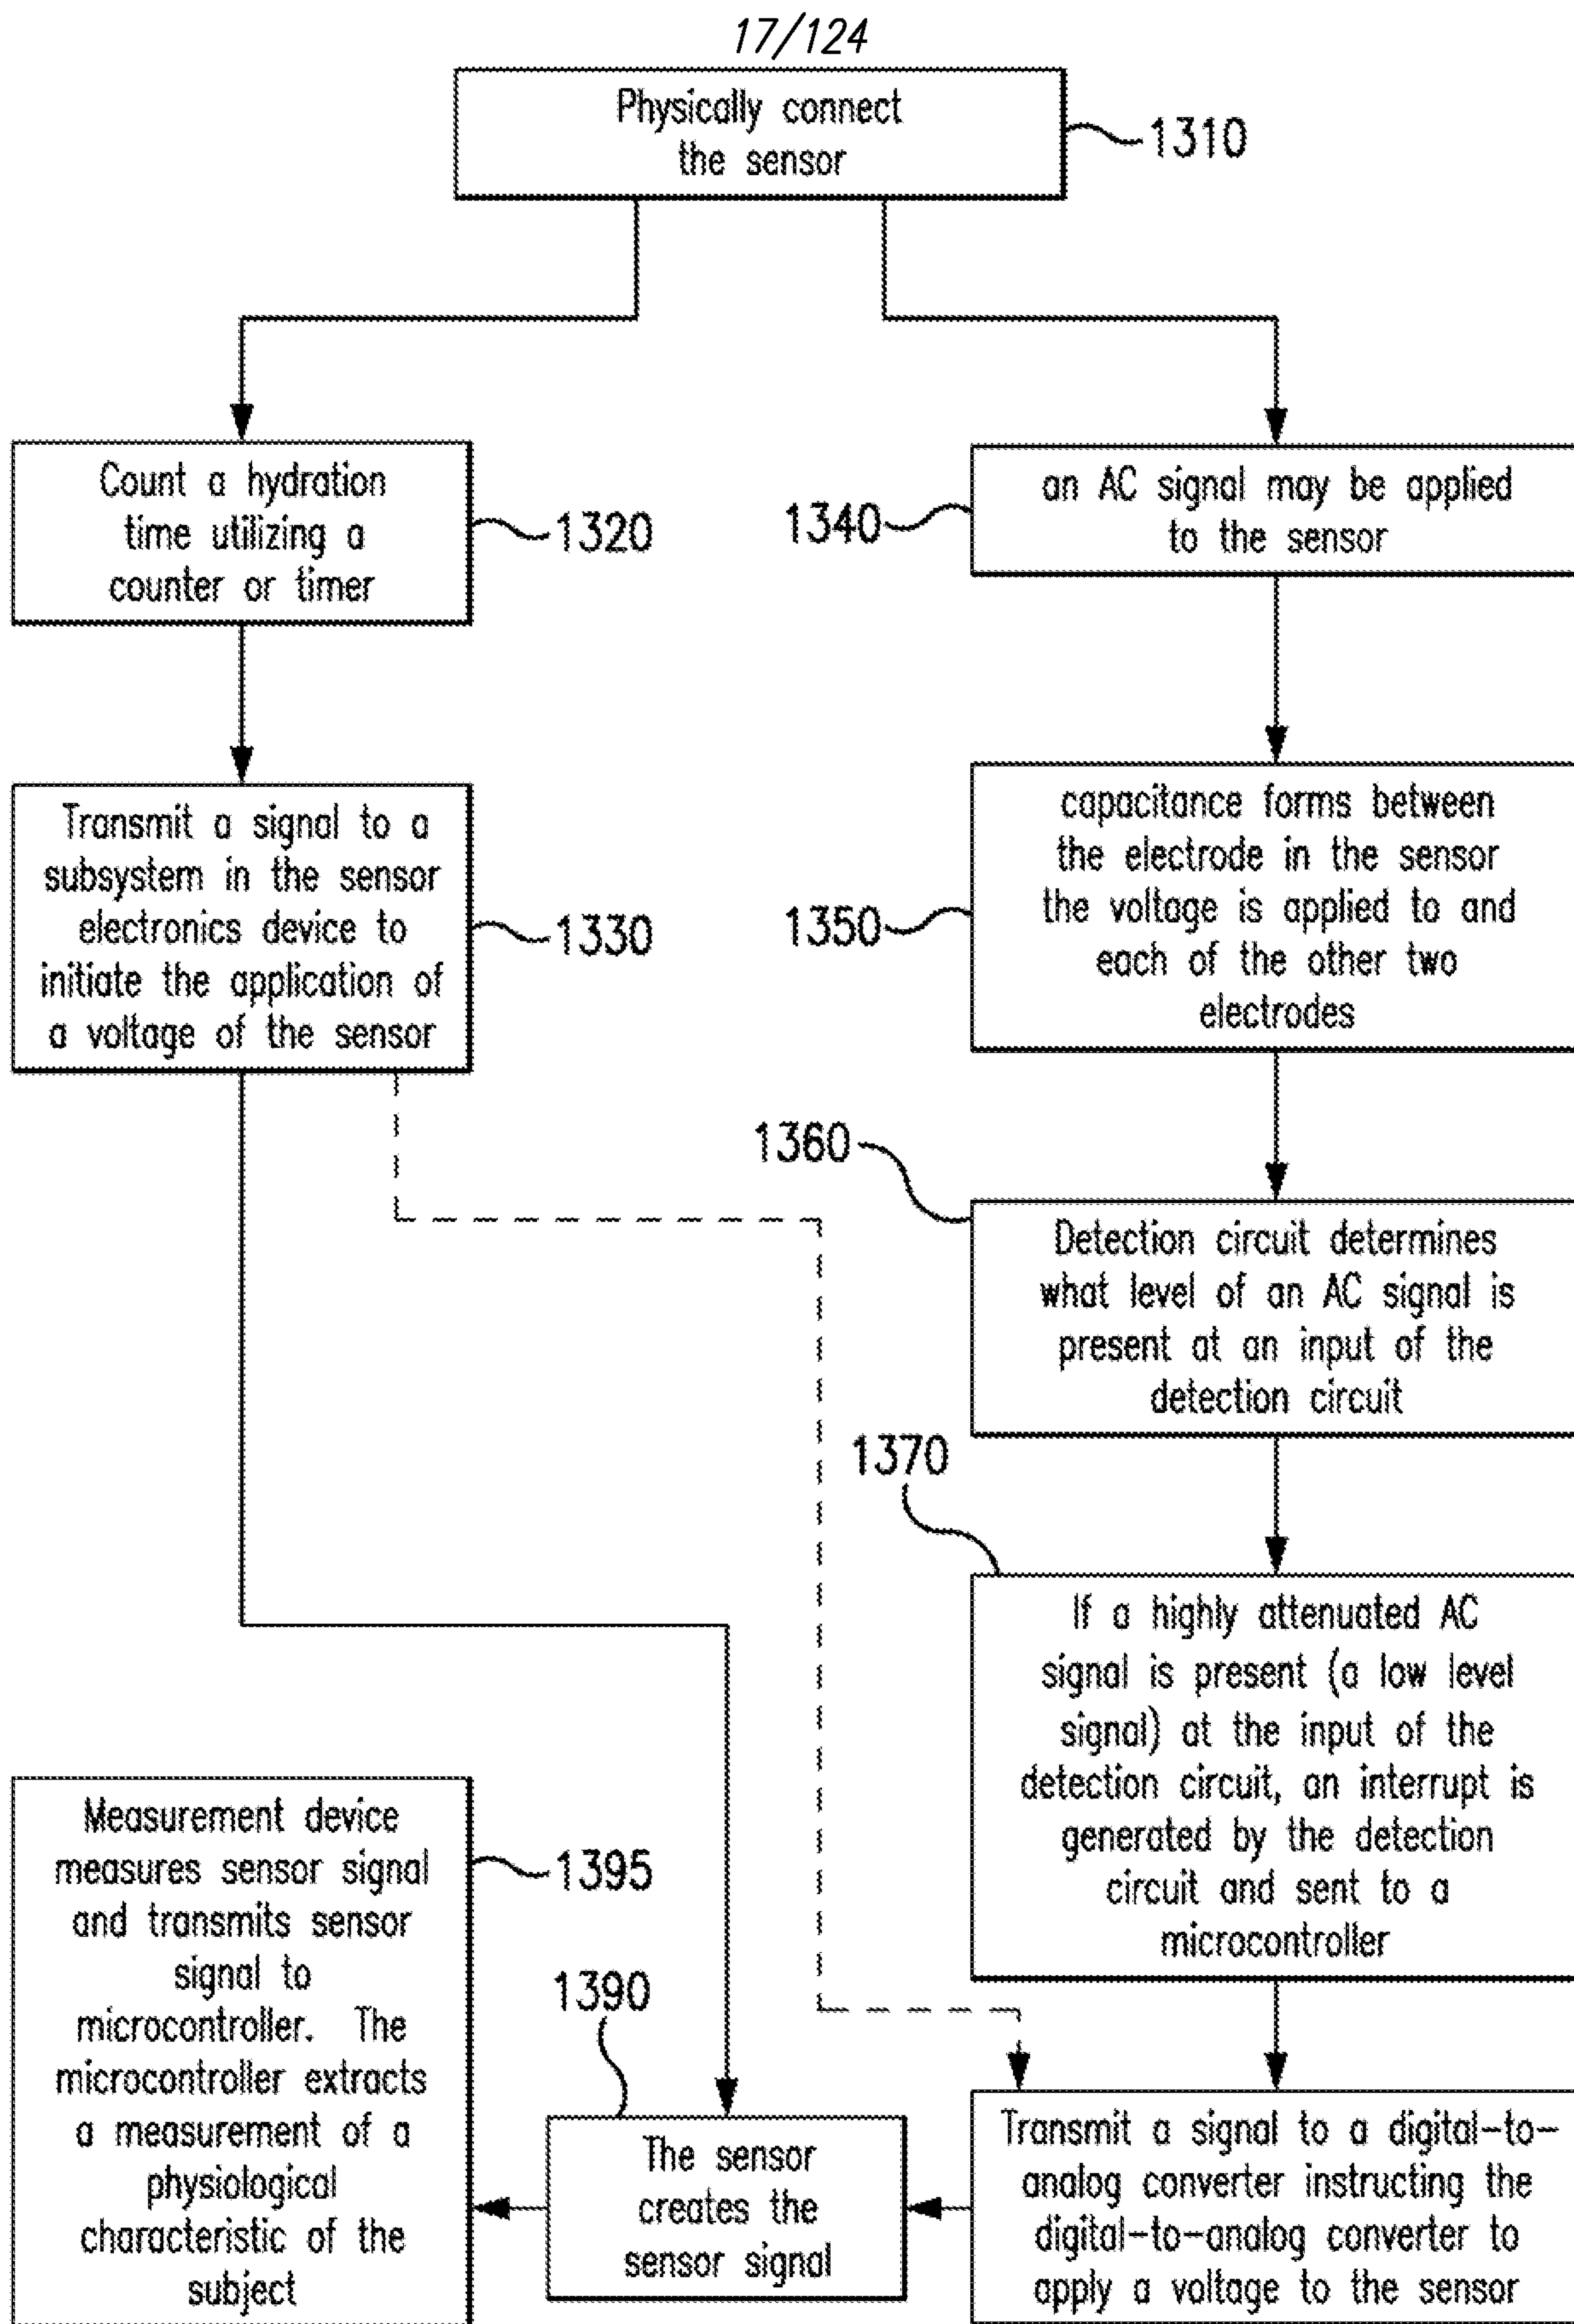 17/124
Physically connect
the sensor
1310
Count a hydration
time utilizing a
counter or timer
1320
Transmit a signal to a
subsystem in the sensor
electronics device to
initiate the application of
a voltage of the sensor
1330
an AC signal may be applied
to the sensor
1340
capacitance forms between
the electrode in the sensor
the voltage is applied to and
each of the other two
electrodes
1350
1360
Detection circuit determines
what level of an AC signal is
present at an input of the
detection circuit
1370
If a highly attenuated AC
signal is present (a low level
signal) at the input of the
detection circuit, an interrupt is
generated by the detection
circuit and sent to a
microcontroller
Transmit a signal to a digital-to-
analog converter instructing the
digital-to-analog converter to
apply a voltage to the sensor
1390
The sensor
creates the
sensor signal
Measurement device
measures sensor signal
and transmits sensor
signal to
microcontroller. The
microcontroller extracts
a measurement of a
physiological
characteristic of the
subject
1395